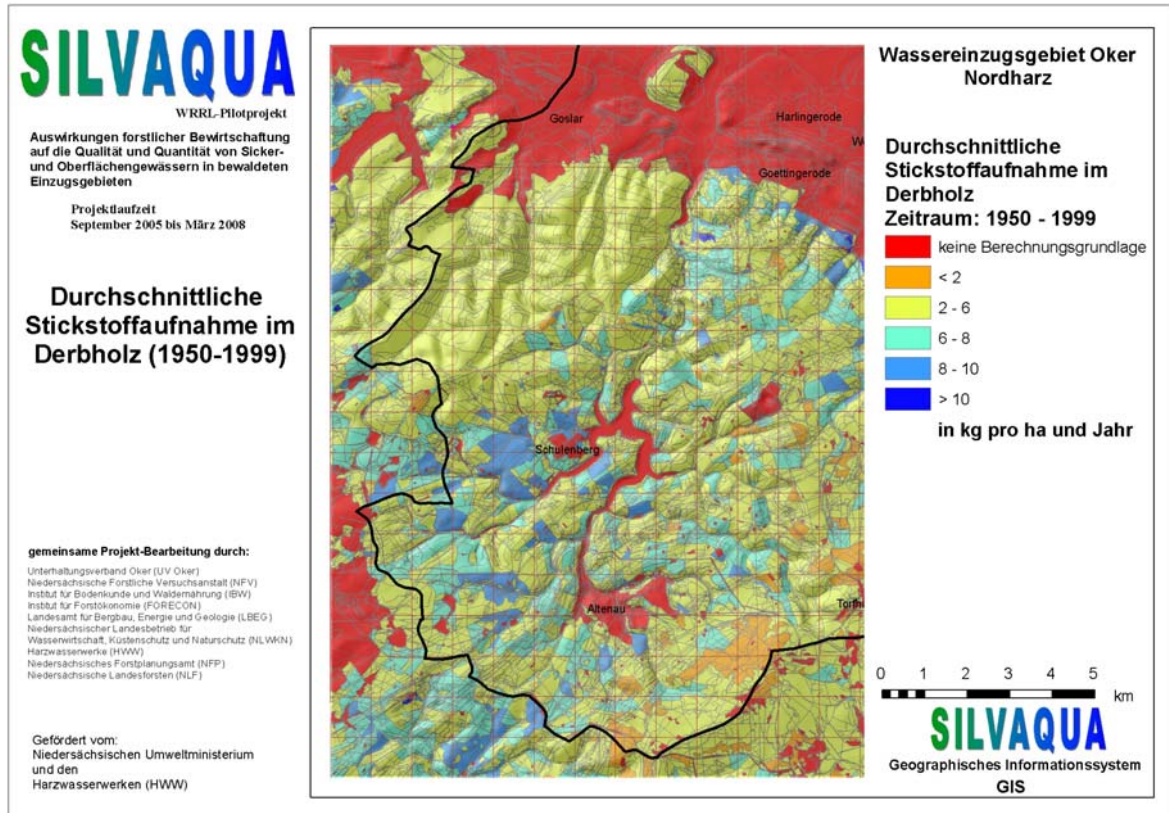 SILVAQUA
WRRL-Pilotprojekt
Auswirkungen forstlicher Bewirtschaftung
auf die Qualität und Quantität von Sicker-
und Oberflächengewässern in bewaldeten
Einzugsgebieten
Projektlaufzeit
September 2005 bis März 2008
Durchschnittliche
Stickstoffaufnahme im
Derbholz (1950-1999)
gemeinsame Projekt-Bearbeitung durch:
Unterhaltungsverband Oker (UV Oker)
Niedersächsische Forstliche Versuchsanstalt (NFV)
Institut für Bodenkunde und Waldernährung (IBW)
Institut für Forstökonomie (FORECON)
Landesamt für Bergbau, Energie und Geologie (LBEG)
Niedersächsischer Landesbetrieb für
Wasserwirtschaft, Küstenschutz und Naturschutz (NLWKN)
Harzwasserwerke (HWW)
Niedersächsisches Forstplanungsamt (NFP)
Niedersächsische Landesforsten (NLF)
Gefördert vom:
Niedersächsischen Umweltministerium
und den
Harzwasserwerken (HWW)
Goslar
Harlingerode
Goettingerode
Schulenberg
Altenau
Wassereinzugsgebiet Oker
Nordharz
Durchschnittliche
Stickstoffaufnahme im
Derbholz
Zeitraum: 1950 - 1999
keine Berechnungsgrundlage
< 2
2 - 6
6 - 8
8 - 10
> 10
in kg pro ha und Jahr
0 1 2 3 4 5
km
SILVAQUA
Geographisches Informationssystem
GIS